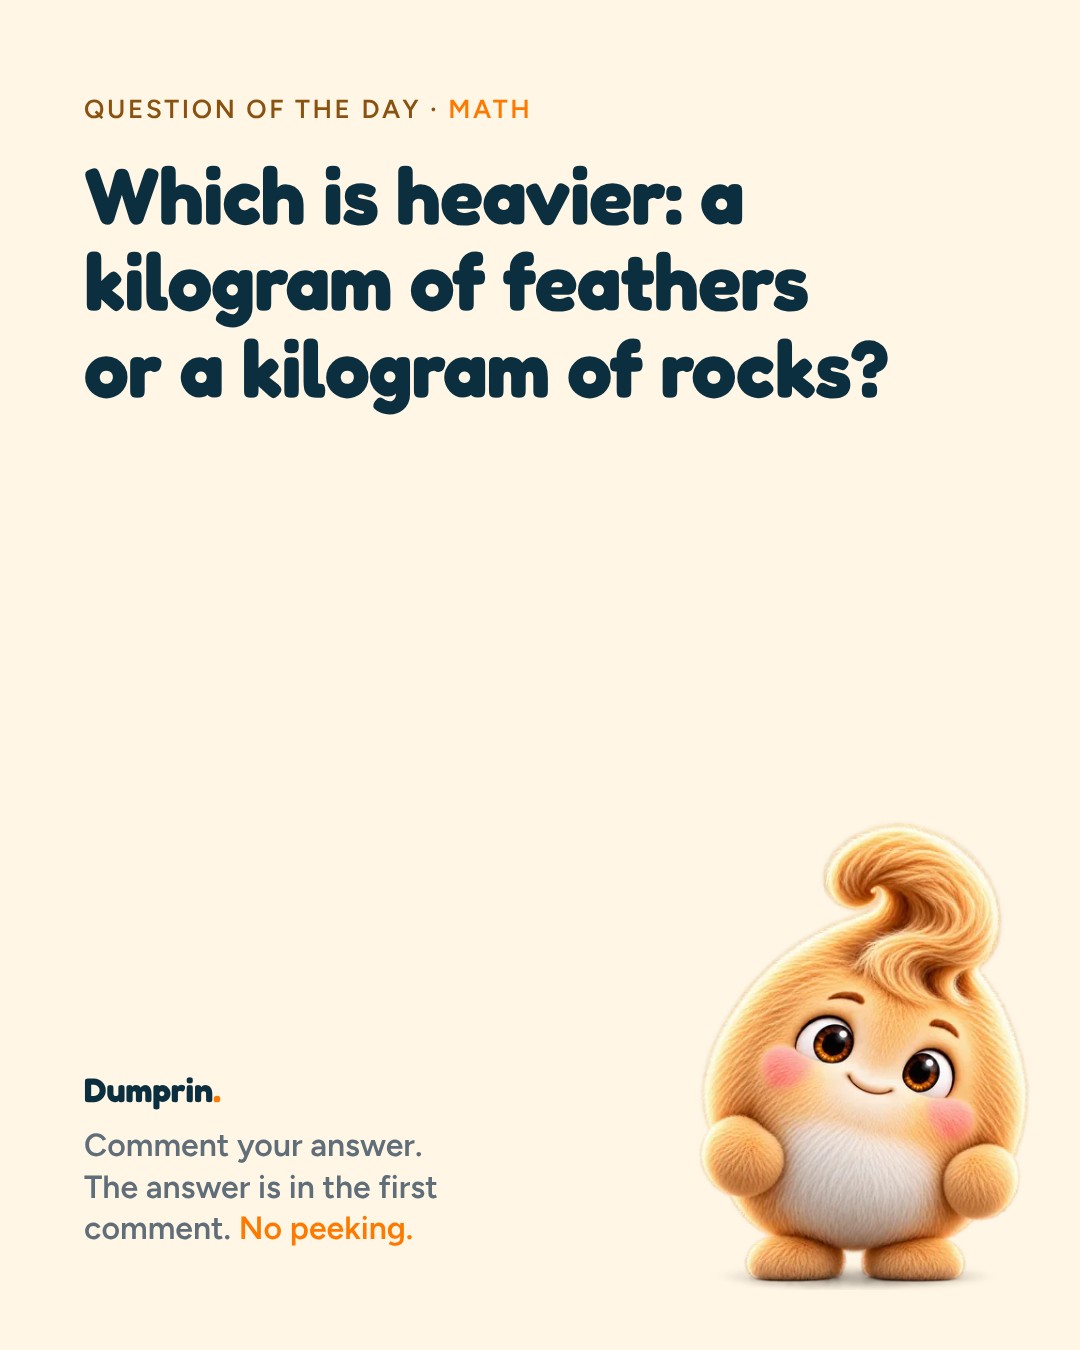 QUESTION OF THE DAY · MATH
Which is heavier: a
kilogram of feathers
or a kilogram of rocks?
Dumprin.
Comment your answer.
The answer is in the first
comment. No peeking.